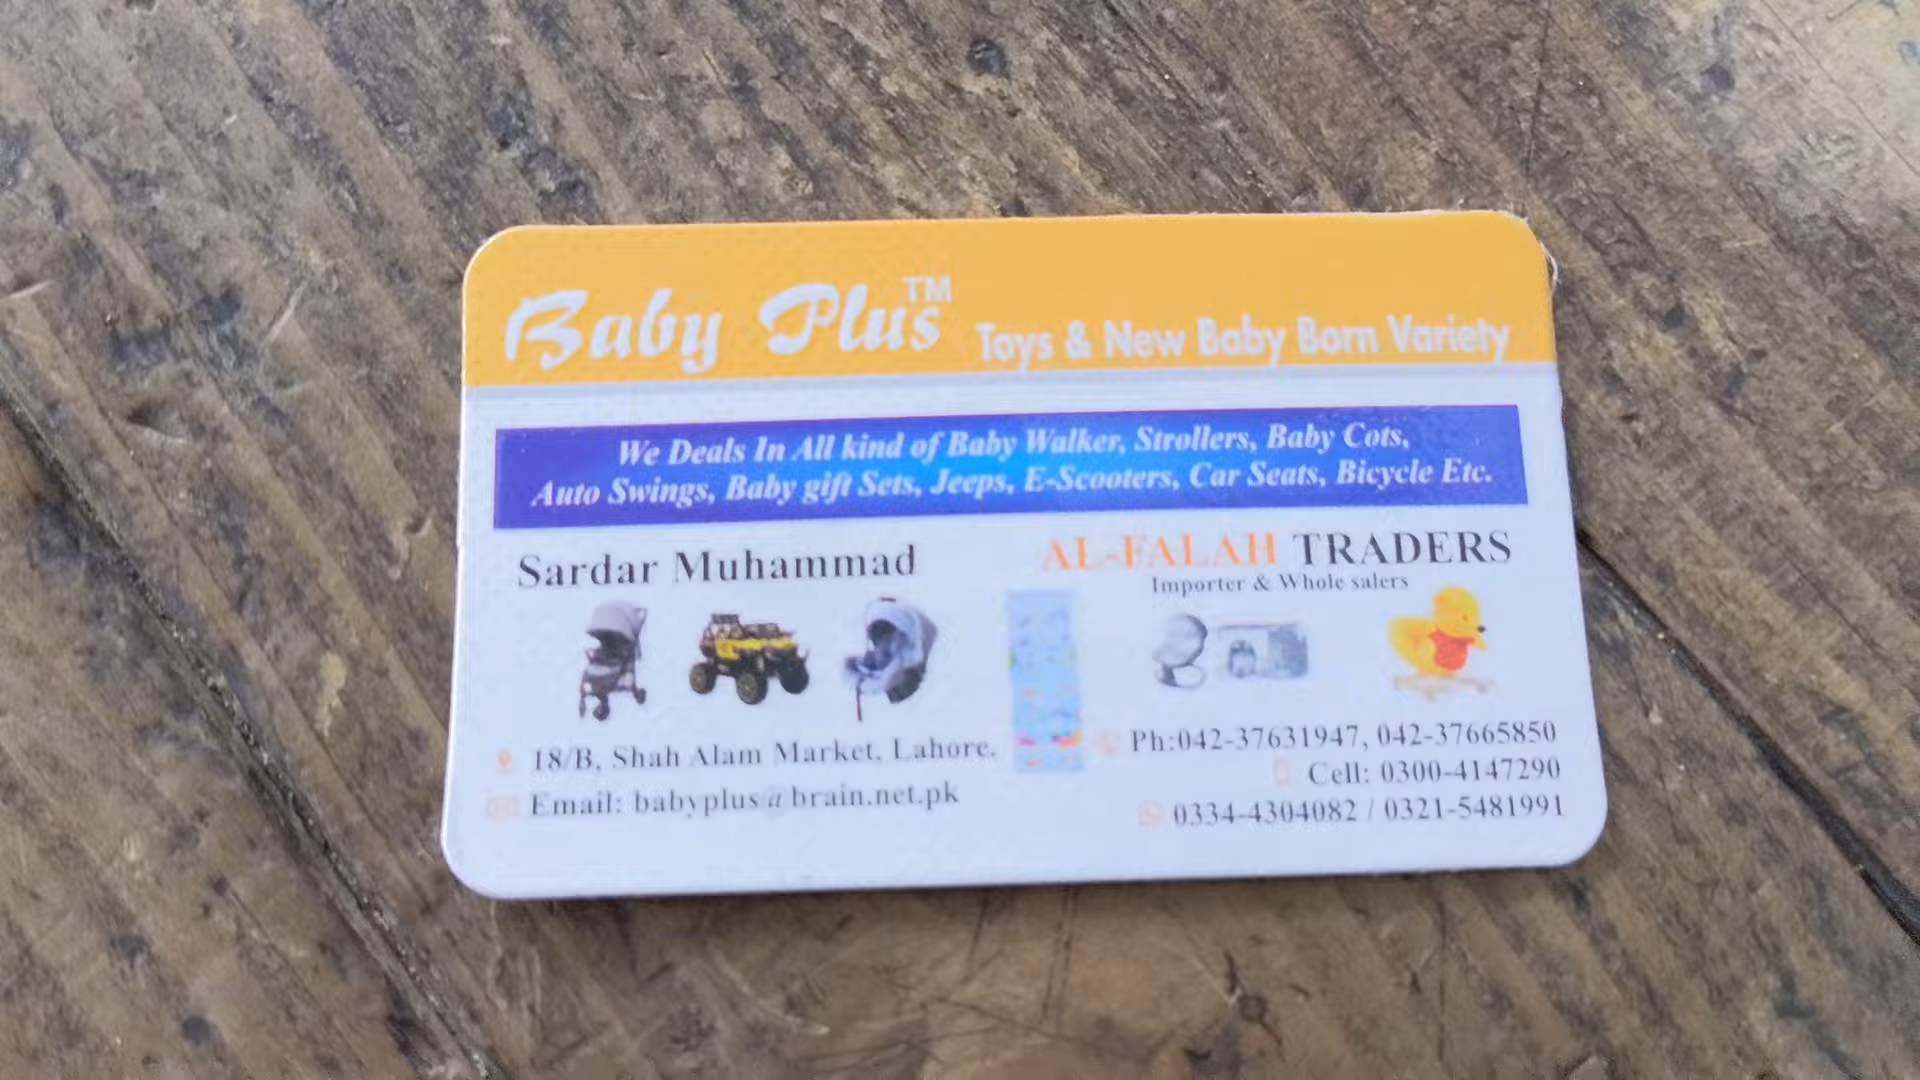 Baby Plus™
Toys & New Baby Born Variety
We Deals In All kind of Baby Walker, Strollers, Baby Cots,
Auto Swings, Baby gift Sets, Jeeps, E-Scooters, Car Seats, Bicycle Etc.
Sardar Muhammad
AL-FALAH TRADERS
Importer & Whole salers
18/B, Shah Alam Market, Lahore.
Email: babyplus@brain.net.pk
Ph:042-37631947, 042-37665850
Cell: 0300-4147290
0334-4304082 / 0321-5481991